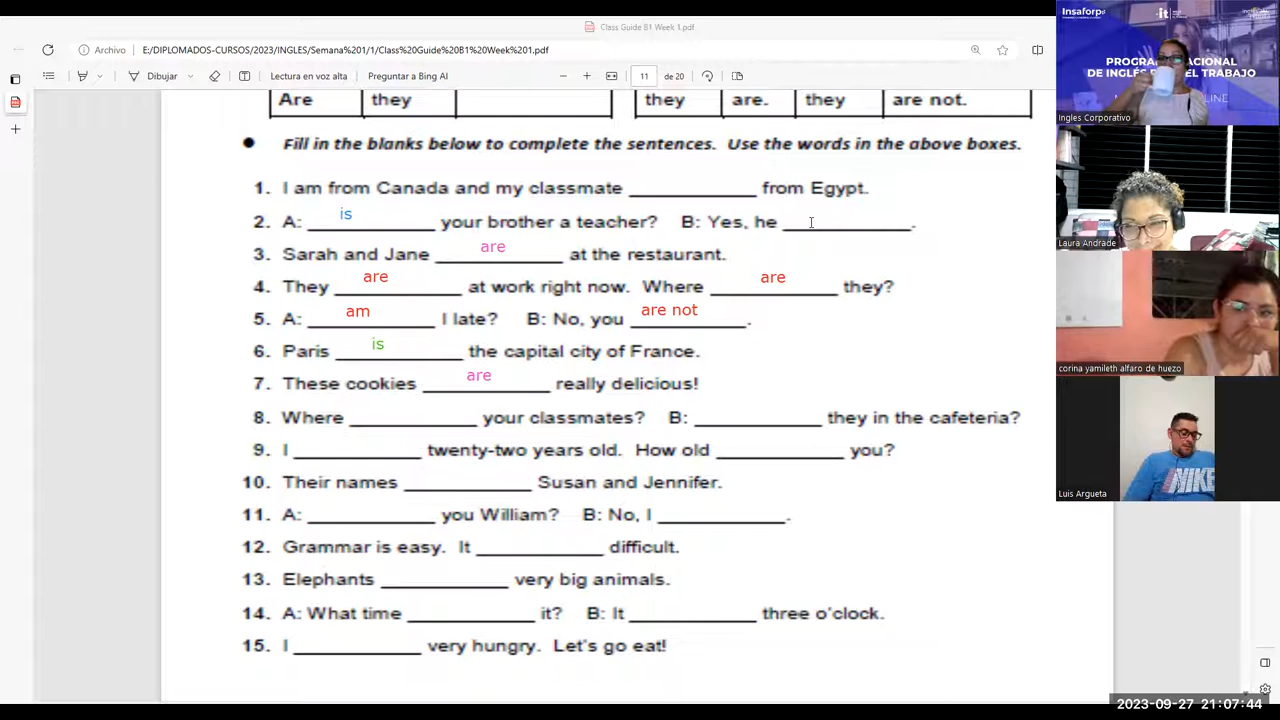 Class Guide B1 Week 1.pdf
Archivo E:/DIPLOMADOS-CURSOS/2023/INGLES/Semana%201/1/Class%20Guide%20B1%20Week%201.pdf
Dibujar Lectura en voz alta Preguntar a Bing AI 11 de 20
Are they they are. they are not.
Fill in the blanks below to complete the sentences. Use the words in the above boxes.
1. I am from Canada and my classmate ____________ from Egypt.
2. A: is your brother a teacher? B: Yes, he ____________.
3. Sarah and Jane are at the restaurant.
4. They are at work right now. Where are they?
5. A: am I late? B: No, you are not.
6. Paris is the capital city of France.
7. These cookies are really delicious!
8. Where ____________ your classmates? B: ____________ they in the cafeteria?
9. I ____________ twenty-two years old. How old ____________ you?
10. Their names ____________ Susan and Jennifer.
11. A: ____________ you William? B: No, I ____________.
12. Grammar is easy. It ____________ difficult.
13. Elephants ____________ very big animals.
14. A: What time ____________ it? B: It ____________ three o'clock.
15. I ____________ very hungry. Let's go eat!
Insaforp
Ingles Corporativo
Laura Andrade
corina yamileth alfaro de huezo
Luis Argueta
2023-09-27 21:07:44